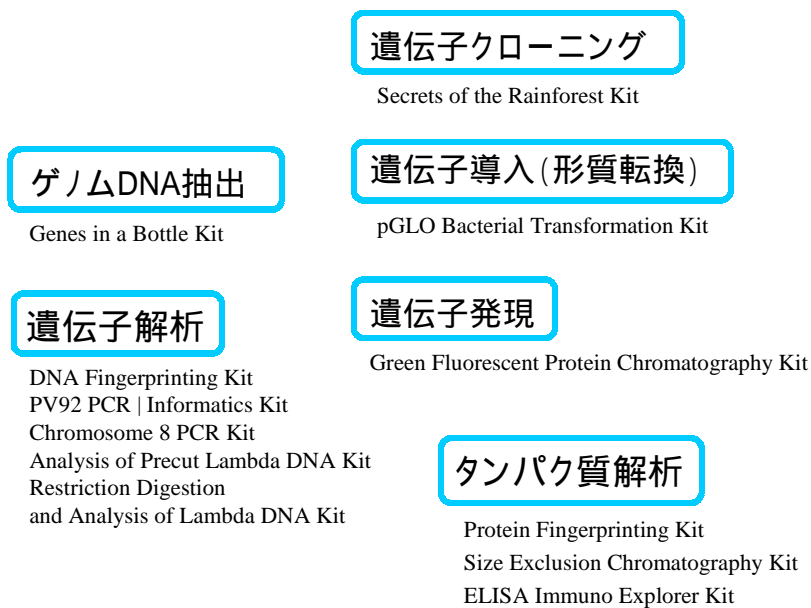 遺伝子クローニング
Secrets of the Rainforest Kit
ゲノムDNA抽出
Genes in a Bottle Kit
遺伝子導入(形質転換)
pGLO Bacterial Transformation Kit
遺伝子解析
DNA Fingerprinting Kit
PV92 PCR | Informatics Kit
Chromosome 8 PCR Kit
Analysis of Precut Lambda DNA Kit
Restriction Digestion
and Analysis of Lambda DNA Kit
遺伝子発現
Green Fluorescent Protein Chromatography Kit
タンパク質解析
Protein Fingerprinting Kit
Size Exclusion Chromatography Kit
ELISA Immuno Explorer Kit